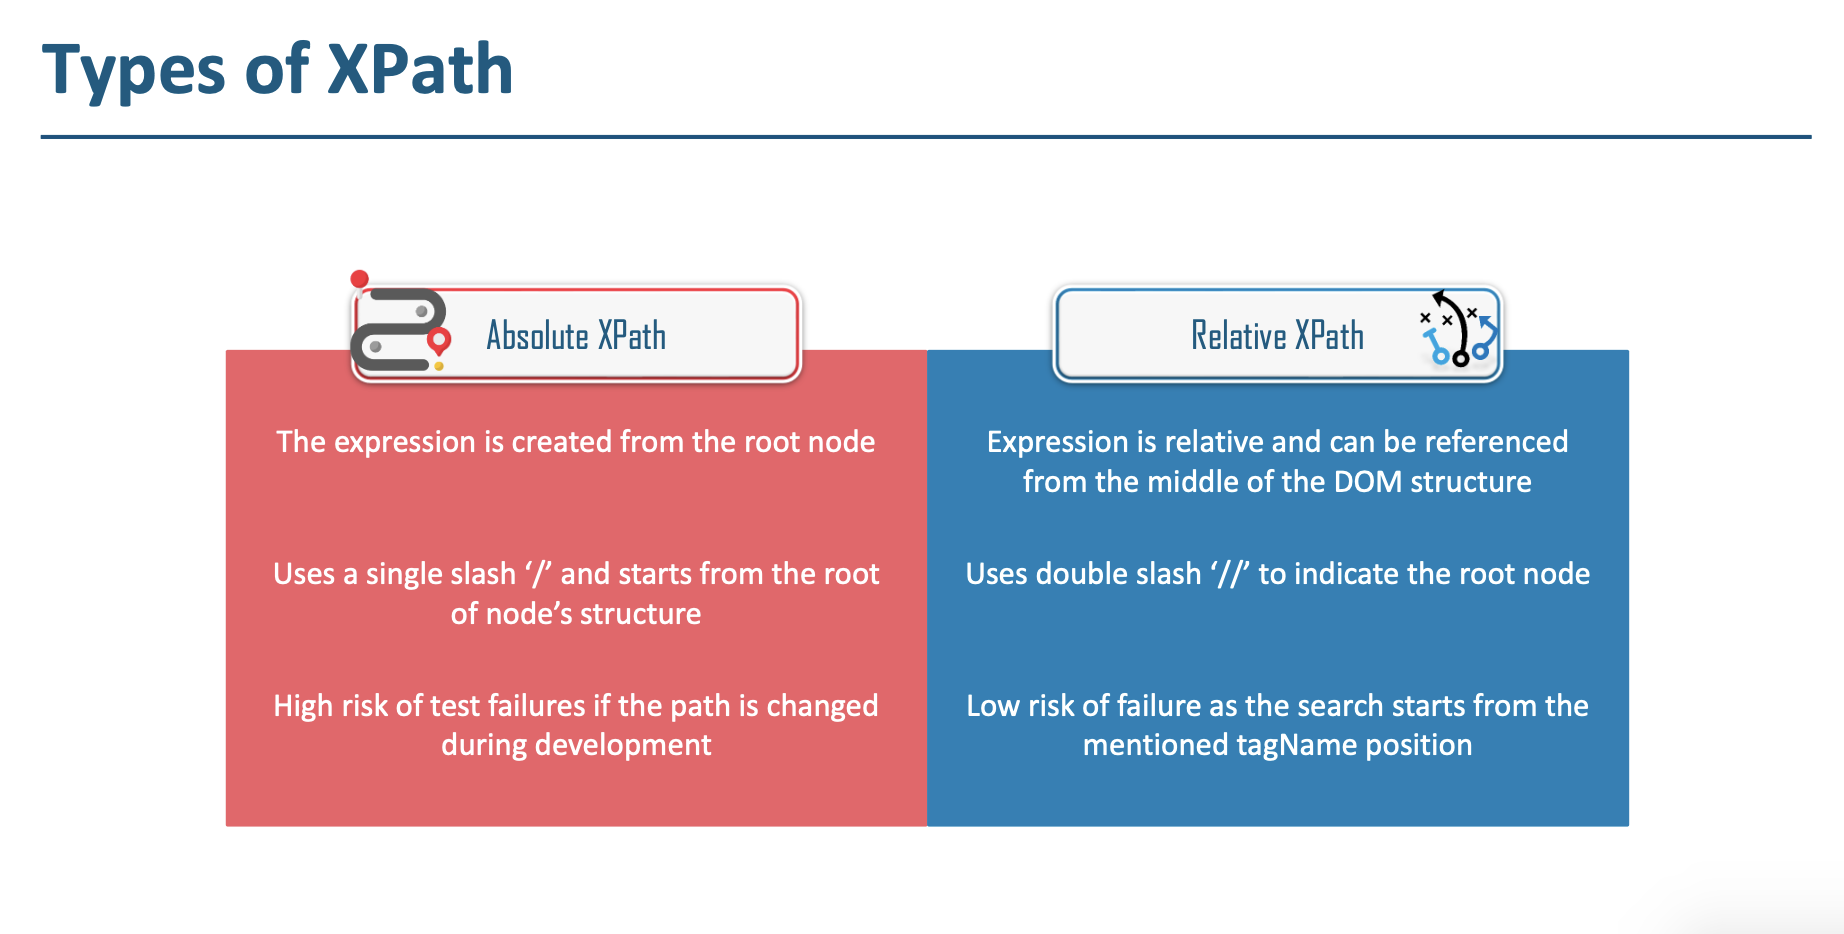 Types of XPath
Absolute XPath
The expression is created from the root node
Uses a single slash ‘/’ and starts from the root
of node’s structure
High risk of test failures if the path is changed
during development
Relative XPath
Expression is relative and can be referenced
from the middle of the DOM structure
Uses double slash ‘//’ to indicate the root node
Low risk of failure as the search starts from the
mentioned tagName position